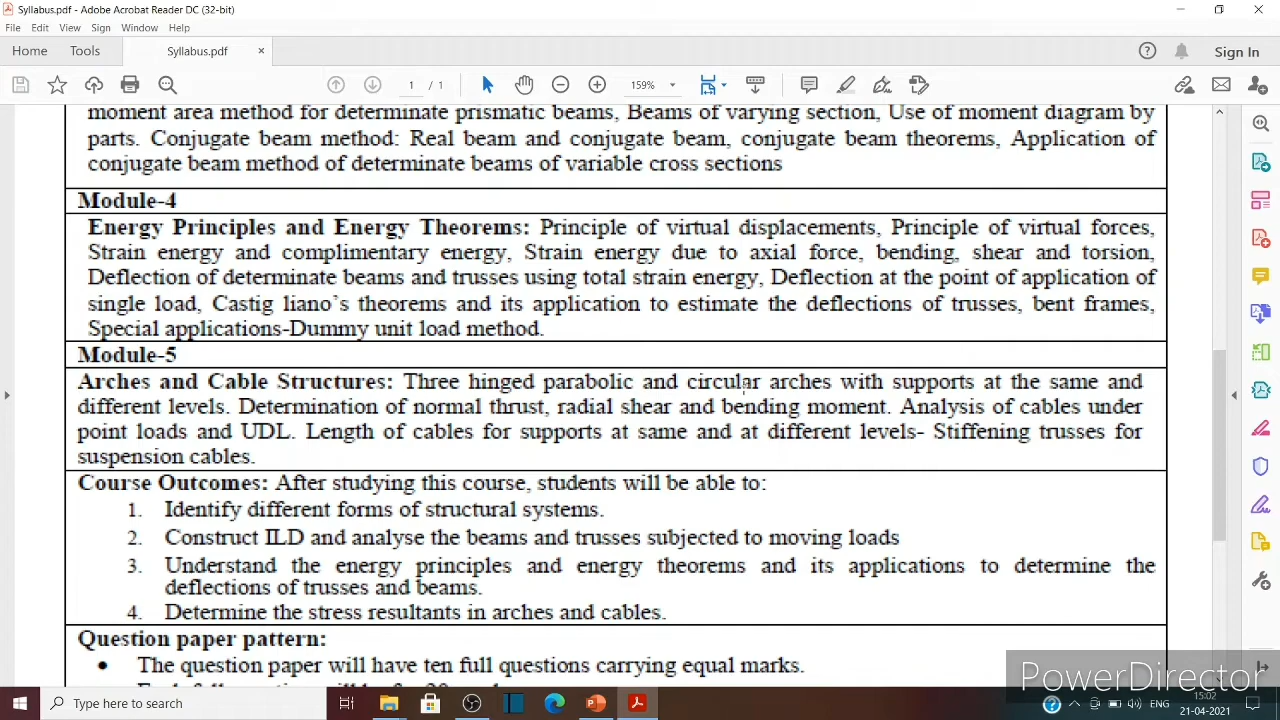 Syllabus.pdf - Adobe Acrobat Reader DC (32-bit)
File Edit View Sign Window Help
Home Tools Syllabus.pdf × Sign In
1 / 1 159%
moment area method for determinate prismatic beams, Beams of varying section, Use of moment diagram by
parts. Conjugate beam method: Real beam and conjugate beam, conjugate beam theorems, Application of
conjugate beam method of determinate beams of variable cross sections
Module-4
Energy Principles and Energy Theorems: Principle of virtual displacements, Principle of virtual forces,
Strain energy and complimentary energy, Strain energy due to axial force, bending, shear and torsion,
Deflection of determinate beams and trusses using total strain energy, Deflection at the point of application of
single load, Castig liano's theorems and its application to estimate the deflections of trusses, bent frames,
Special applications-Dummy unit load method.
Module-5
Arches and Cable Structures: Three hinged parabolic and circular arches with supports at the same and
different levels. Determination of normal thrust, radial shear and bending moment. Analysis of cables under
point loads and UDL. Length of cables for supports at same and at different levels- Stiffening trusses for
suspension cables.
Course Outcomes: After studying this course, students will be able to:
1. Identify different forms of structural systems.
2. Construct ILD and analyse the beams and trusses subjected to moving loads
3. Understand the energy principles and energy theorems and its applications to determine the
deflections of trusses and beams.
4. Determine the stress resultants in arches and cables.
Question paper pattern:
• The question paper will have ten full questions carrying equal marks.
PowerDirector
Type here to search
ENG
15:02
21-04-2021